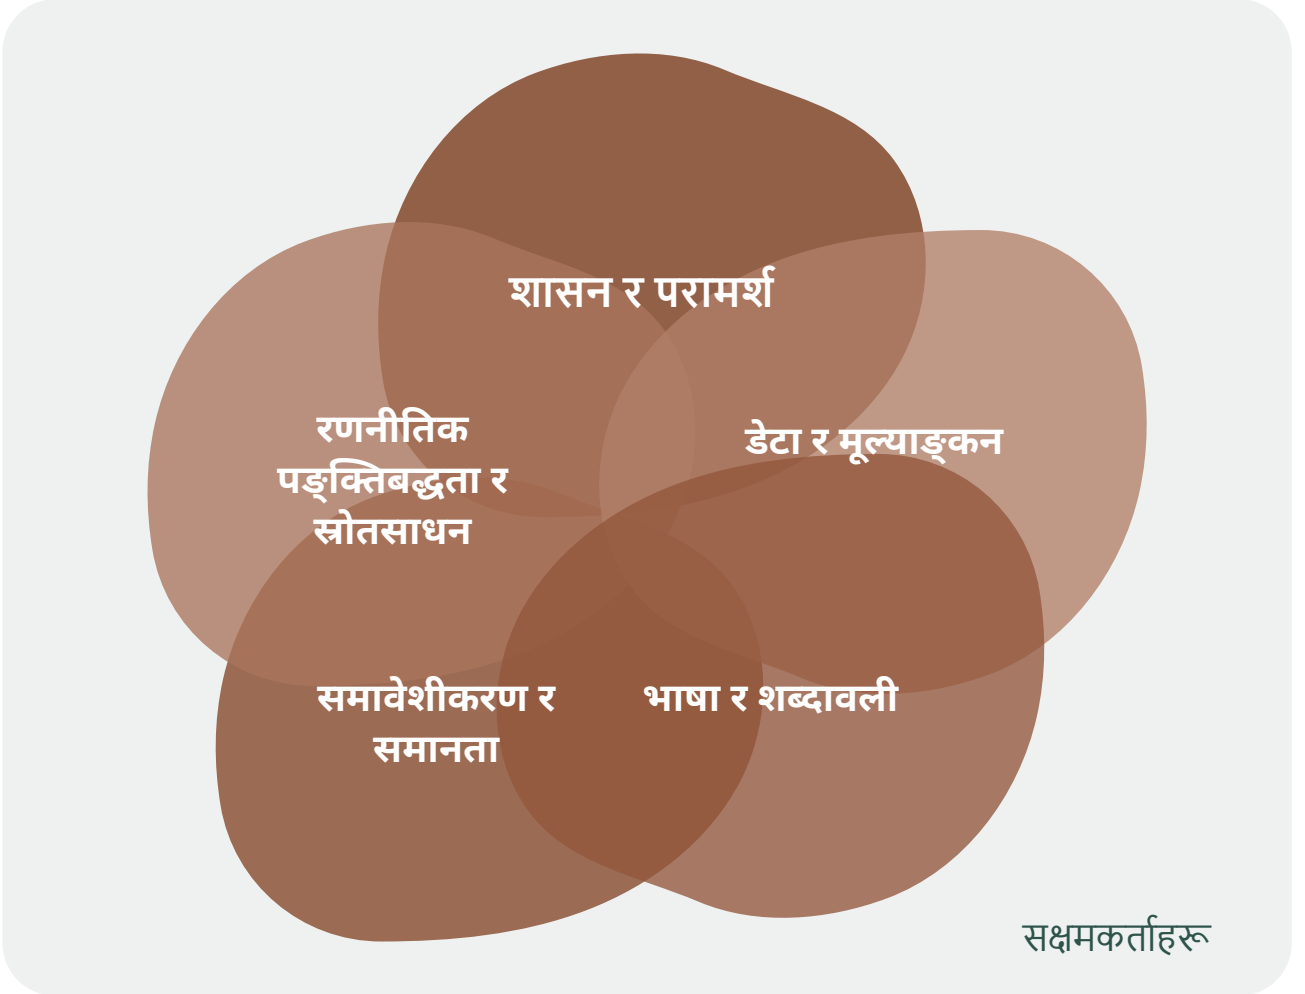 शासन र परामर्श
रणनीतिक
पङ्क्तिबद्धता र
स्रोतसाधन
डेटा र मूल्याङ्कन
समावेशीकरण र
समानता
भाषा र शब्दावली
सक्षमकर्ताहरू